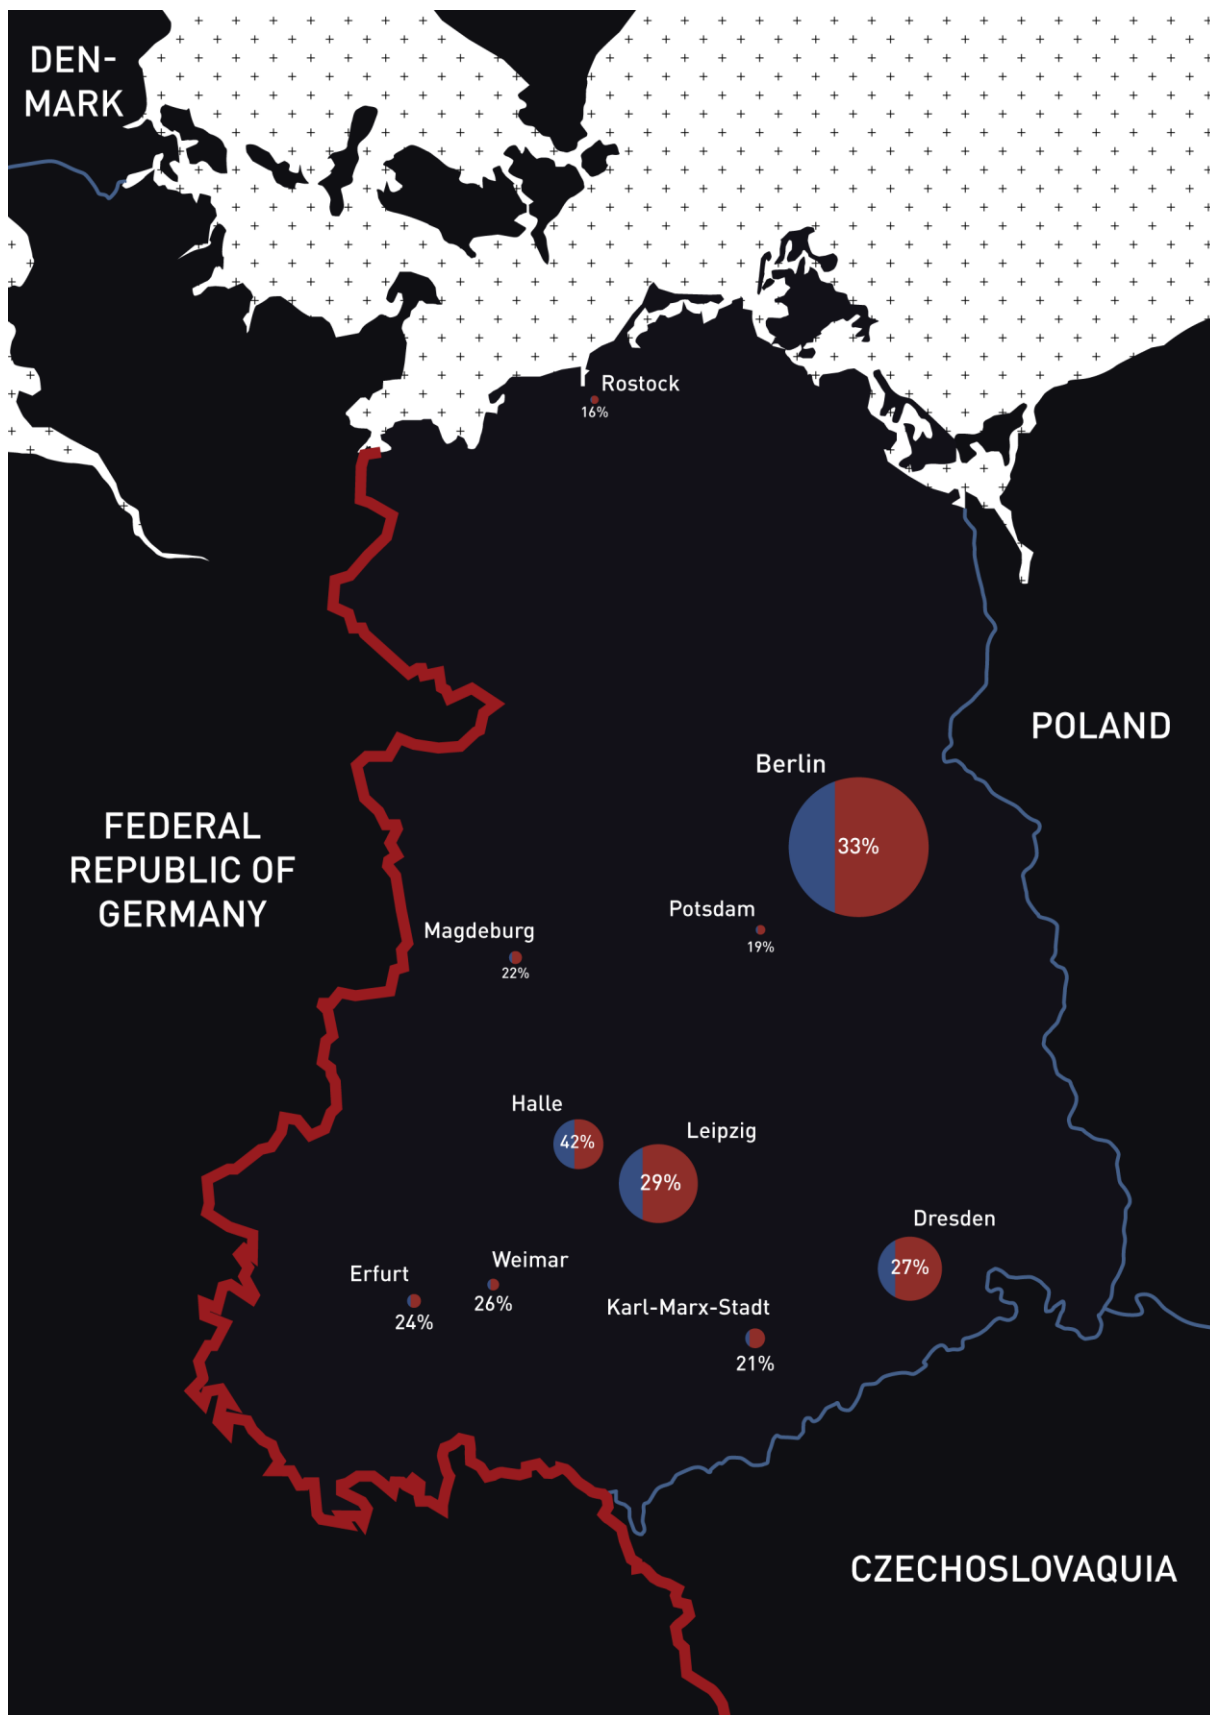 DEN-
MARK
Rostock
16%
POLAND
Berlin
33%
FEDERAL
REPUBLIC OF
GERMANY
Potsdam
19%
Magdeburg
22%
Halle
42%
Leipzig
29%
Dresden
27%
Weimar
26%
Erfurt
24%
Karl-Marx-Stadt
21%
CZECHOSLOVAQUIA